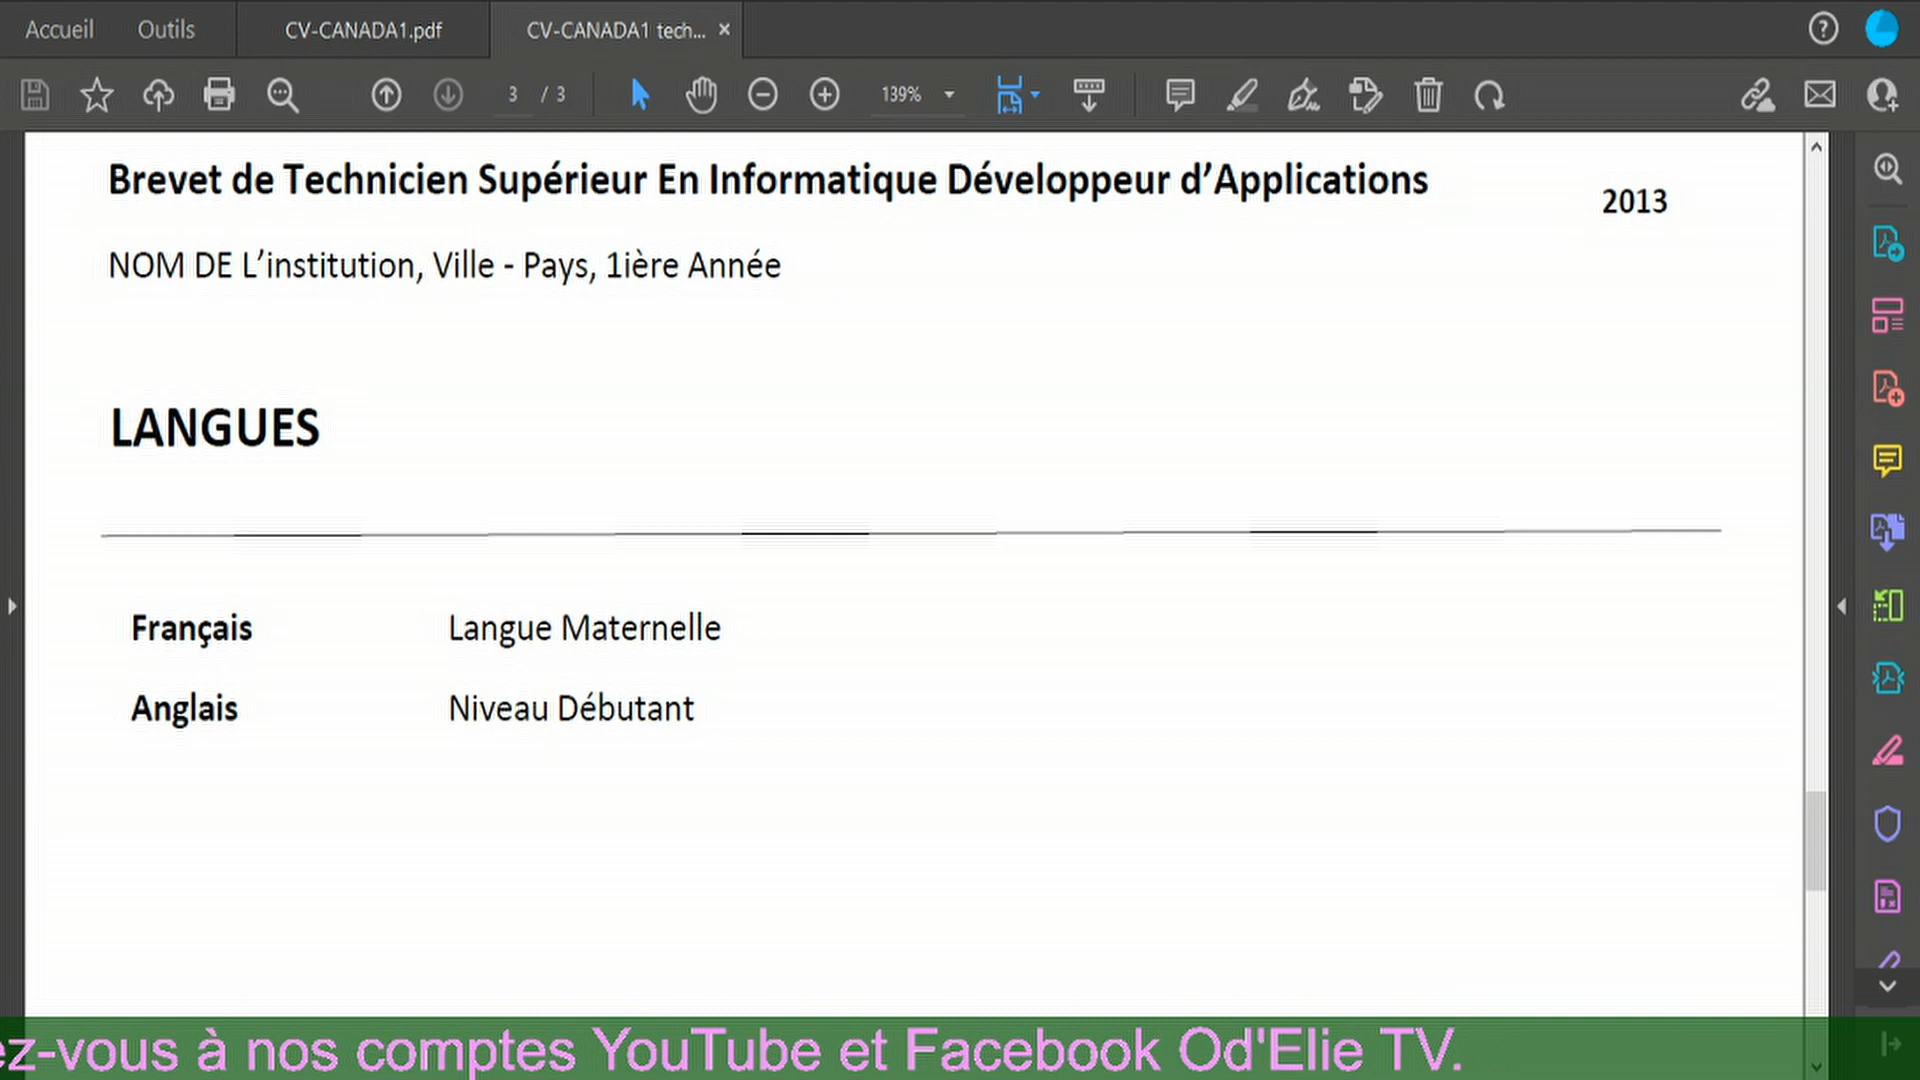 Accueil Outils CV-CANADA1.pdf CV-CANADA1 tech... ×
3 / 3 139%
Brevet de Technicien Supérieur En Informatique Développeur d’Applications
2013
NOM DE L’institution, Ville - Pays, 1ière Année
LANGUES
Français Langue Maternelle
Anglais Niveau Débutant
ez-vous à nos comptes YouTube et Facebook Od'Elie TV.